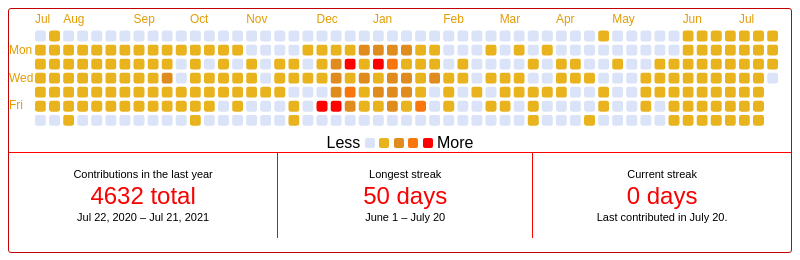 Jul Aug Sep Oct Nov Dec Jan Feb Mar Apr May Jun Jul
Mon
Wed
Fri
Less More
Contributions in the last year
4632 total
Jul 22, 2020 – Jul 21, 2021
Longest streak
50 days
June 1 – July 20
Current streak
0 days
Last contributed in July 20.